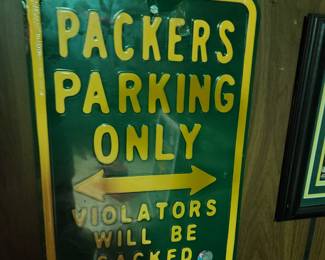 PACKERS
PARKING
ONLY
VIOLATORS
WILL BE
SACKED